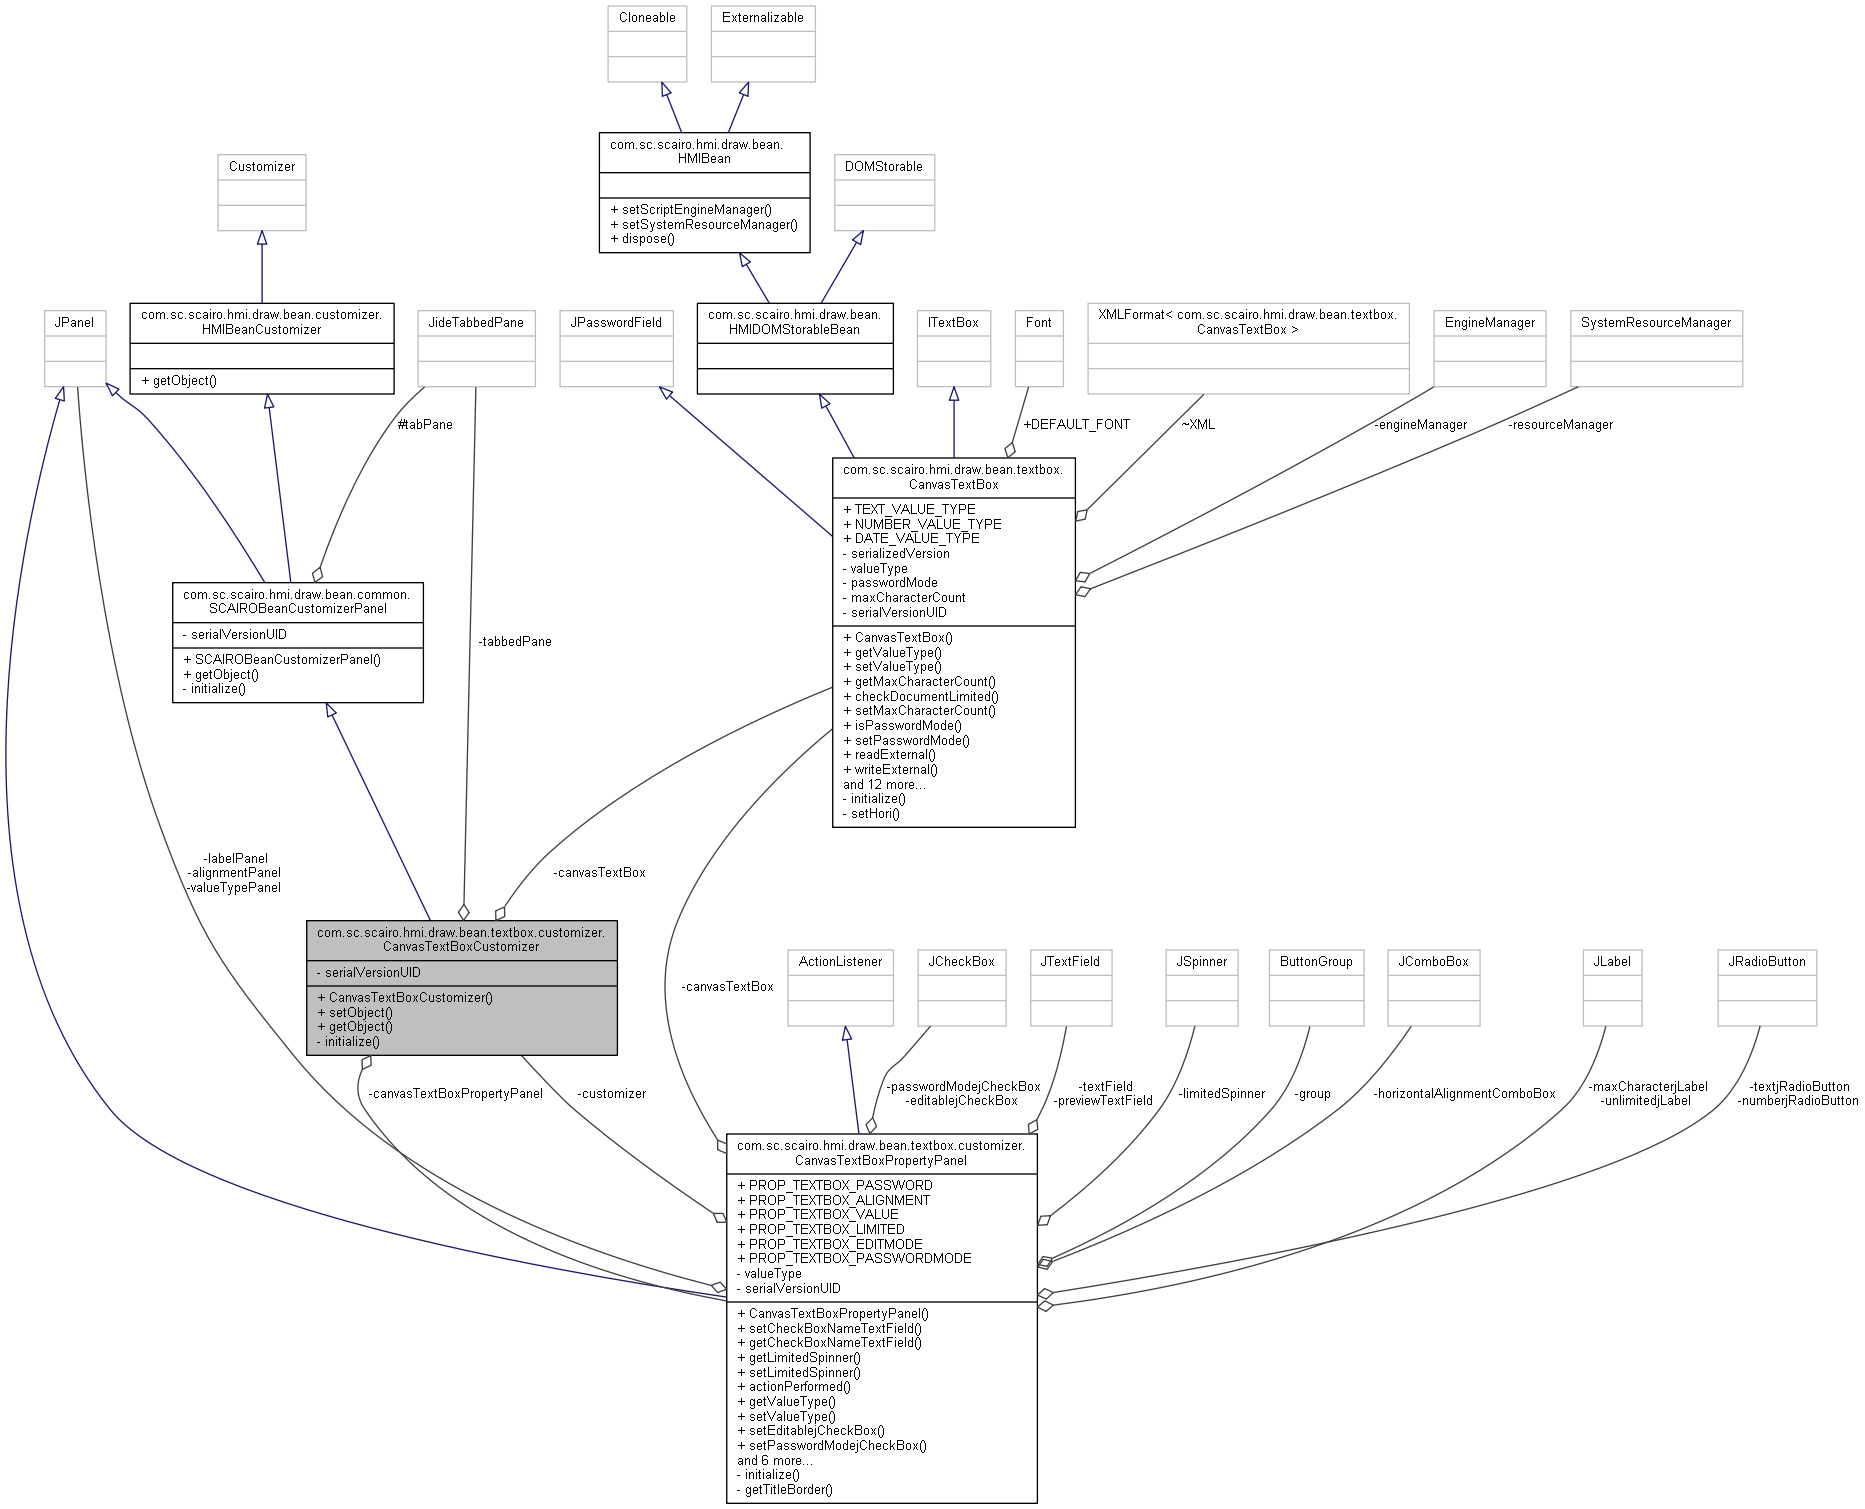 Cloneable
Externalizable
com.sc.scairo.hmi.draw.bean.
HMIBean
+ setScriptEngineManager()
+ setSystemResourceManager()
+ dispose()
Customizer
DOMStorable
JPanel
com.sc.scairo.hmi.draw.bean.customizer.
HMIBeanCustomizer
+ getObject()
JideTabbedPane
JPasswordField
com.sc.scairo.hmi.draw.bean.
HMIDOMStorableBean
ITextBox
Font
XMLFormat< com.sc.scairo.hmi.draw.bean.textbox.
CanvasTextBox >
EngineManager
SystemResourceManager
#tabPane
+DEFAULT_FONT
~XML
-engineManager
-resourceManager
com.sc.scairo.hmi.draw.bean.textbox.
CanvasTextBox
+ TEXT_VALUE_TYPE
+ NUMBER_VALUE_TYPE
+ DATE_VALUE_TYPE
- serializedVersion
- valueType
- passwordMode
- maxCharacterCount
- serialVersionUID
+ CanvasTextBox()
+ getValueType()
+ setValueType()
+ getMaxCharacterCount()
+ checkDocumentLimited()
+ setMaxCharacterCount()
+ isPasswordMode()
+ setPasswordMode()
+ readExternal()
+ writeExternal()
and 12 more...
- initialize()
- setHori()
com.sc.scairo.hmi.draw.bean.common.
SCAIROBeanCustomizerPanel
- serialVersionUID
+ SCAIROBeanCustomizerPanel()
+ getObject()
- initialize()
-tabbedPane
-labelPanel
-alignmentPanel
-valueTypePanel
-canvasTextBox
com.sc.scairo.hmi.draw.bean.textbox.customizer.
CanvasTextBoxCustomizer
- serialVersionUID
+ CanvasTextBoxCustomizer()
+ setObject()
+ getObject()
- initialize()
-canvasTextBox
ActionListener
JCheckBox
JTextField
JSpinner
ButtonGroup
JComboBox
JLabel
JRadioButton
-canvasTextBoxPropertyPanel
-customizer
-passwordModejCheckBox
-editablejCheckBox
-textField
-previewTextField
-limitedSpinner
-group
-horizontalAlignmentComboBox
-maxCharacterjLabel
-unlimitedjLabel
-textjRadioButton
-numberjRadioButton
com.sc.scairo.hmi.draw.bean.textbox.customizer.
CanvasTextBoxPropertyPanel
+ PROP_TEXTBOX_PASSWORD
+ PROP_TEXTBOX_ALIGNMENT
+ PROP_TEXTBOX_VALUE
+ PROP_TEXTBOX_LIMITED
+ PROP_TEXTBOX_EDITMODE
+ PROP_TEXTBOX_PASSWORDMODE
- valueType
- serialVersionUID
+ CanvasTextBoxPropertyPanel()
+ setCheckBoxNameTextField()
+ getCheckBoxNameTextField()
+ getLimitedSpinner()
+ setLimitedSpinner()
+ actionPerformed()
+ getValueType()
+ setValueType()
+ setEditablejCheckBox()
+ setPasswordModejCheckBox()
and 6 more...
- initialize()
- getTitleBorder()